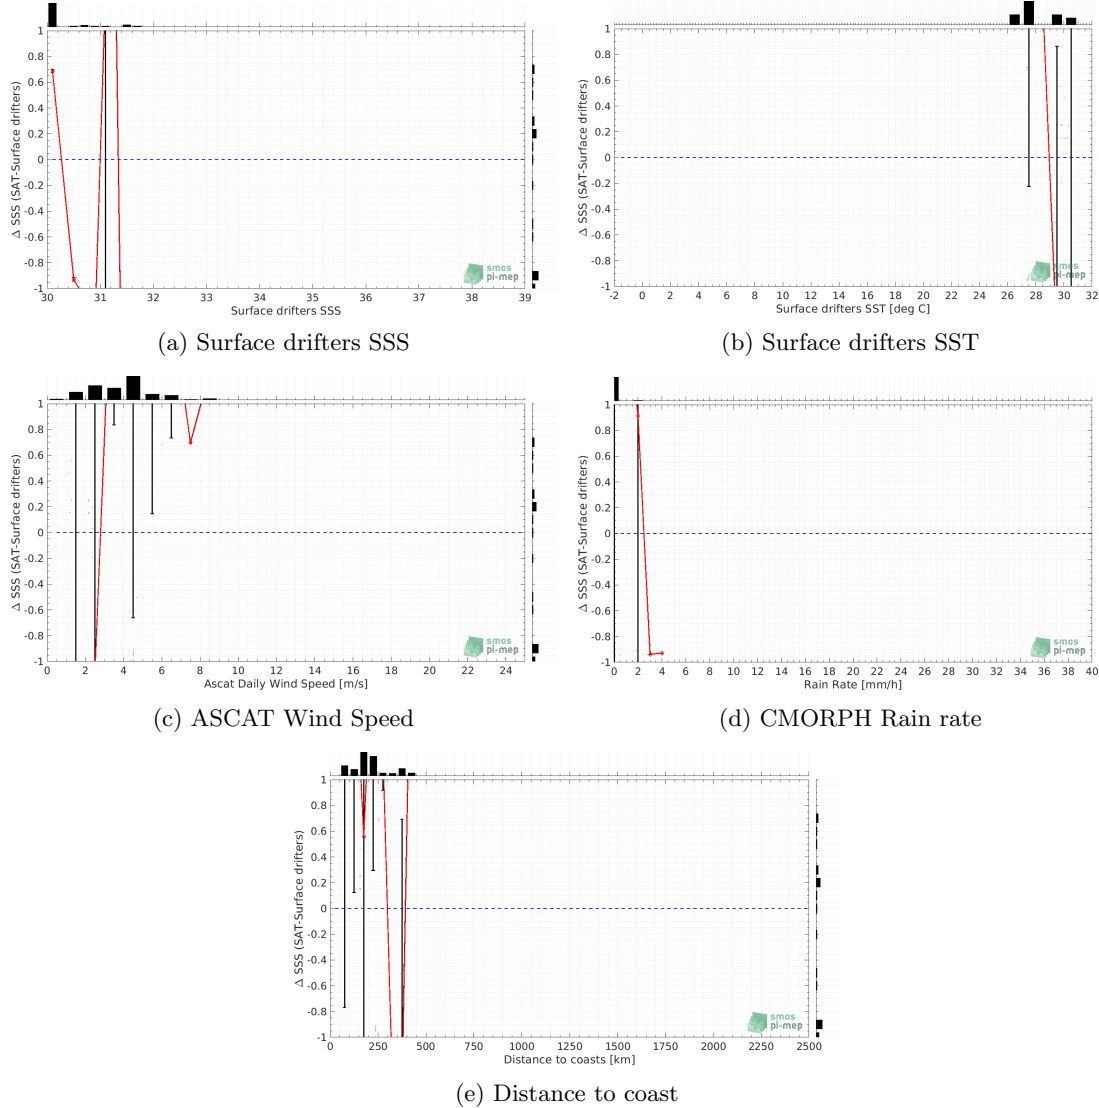 1
0.8
0.6
0.4
0.2
0
-0.2
-0.4
-0.6
-0.8
-1
Δ SSS (SAT-Surface drifters)
30 31 32 33 34 35 36 37 38 39
Surface drifters SSS
smos
pi-mep
(a) Surface drifters SSS
1
0.8
0.6
0.4
0.2
0
-0.2
-0.4
-0.6
-0.8
-1
Δ SSS (SAT-Surface drifters)
-2 0 2 4 6 8 10 12 14 16 18 20 22 24 26 28 30 32
Surface drifters SST [deg C]
smos
pi-mep
(b) Surface drifters SST
1
0.8
0.6
0.4
0.2
0
-0.2
-0.4
-0.6
-0.8
-1
Δ SSS (SAT-Surface drifters)
0 2 4 6 8 10 12 14 16 18 20 22 24
Ascat Daily Wind Speed [m/s]
smos
pi-mep
(c) ASCAT Wind Speed
1
0.8
0.6
0.4
0.2
0
-0.2
-0.4
-0.6
-0.8
-1
Δ SSS (SAT-Surface drifters)
0 2 4 6 8 10 12 14 16 18 20 22 24 26 28 30 32 34 36 38 40
Rain Rate [mm/h]
smos
pi-mep
(d) CMORPH Rain rate
1
0.8
0.6
0.4
0.2
0
-0.2
-0.4
-0.6
-0.8
-1
Δ SSS (SAT-Surface drifters)
0 250 500 750 1000 1250 1500 1750 2000 2250 2500
Distance to coasts [km]
smos
pi-mep
(e) Distance to coast